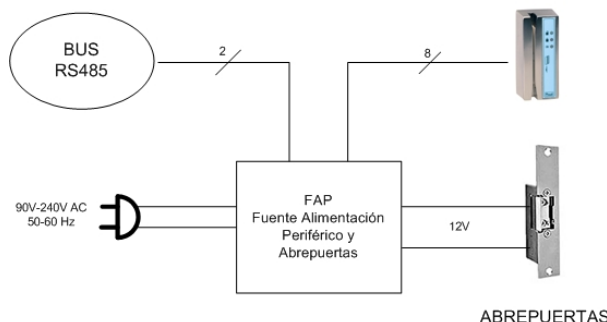 BUS
RS485
2
8
90V-240V AC
50-60 Hz
FAP
Fuente Alimentación
Periférico y
Abrepuertas
12V
ABREPUERTAS